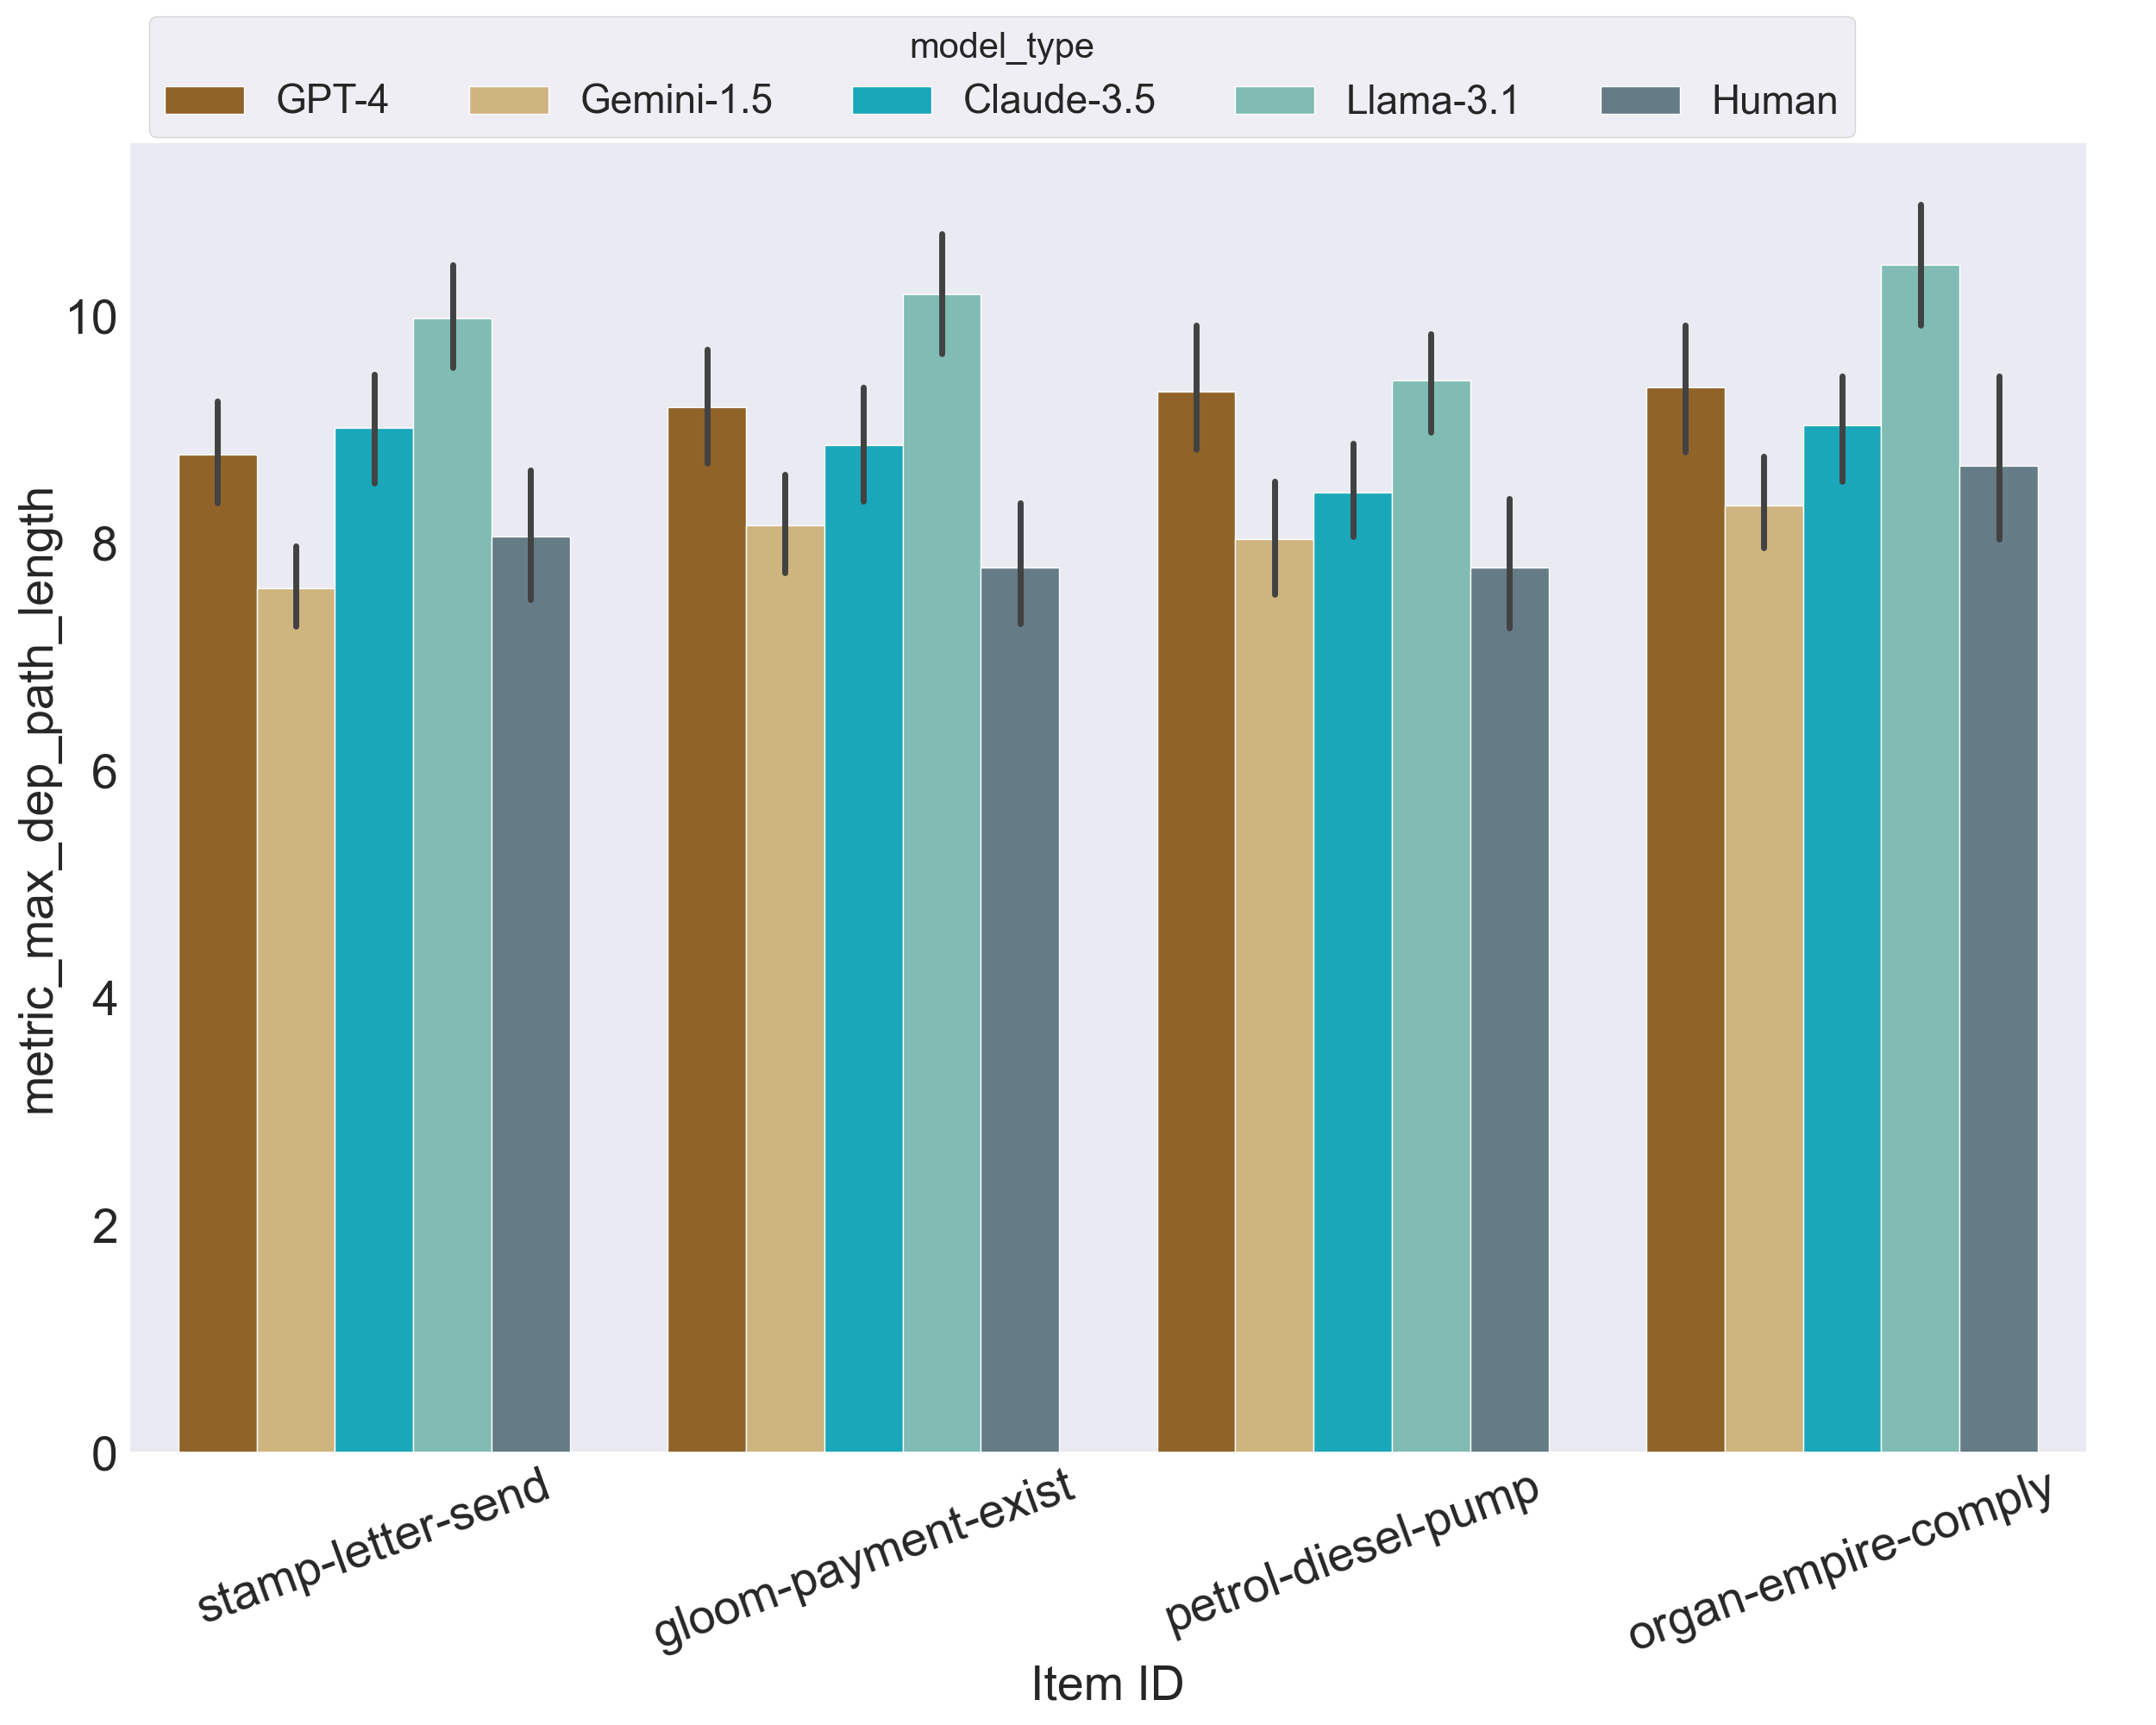 model_type
GPT-4 Gemini-1.5 Claude-3.5 Llama-3.1 Human
metric_max_dep_path_length
10
8
6
4
2
0
stamp-letter-send
gloom-payment-exist
petrol-diesel-pump
organ-empire-comply
Item ID